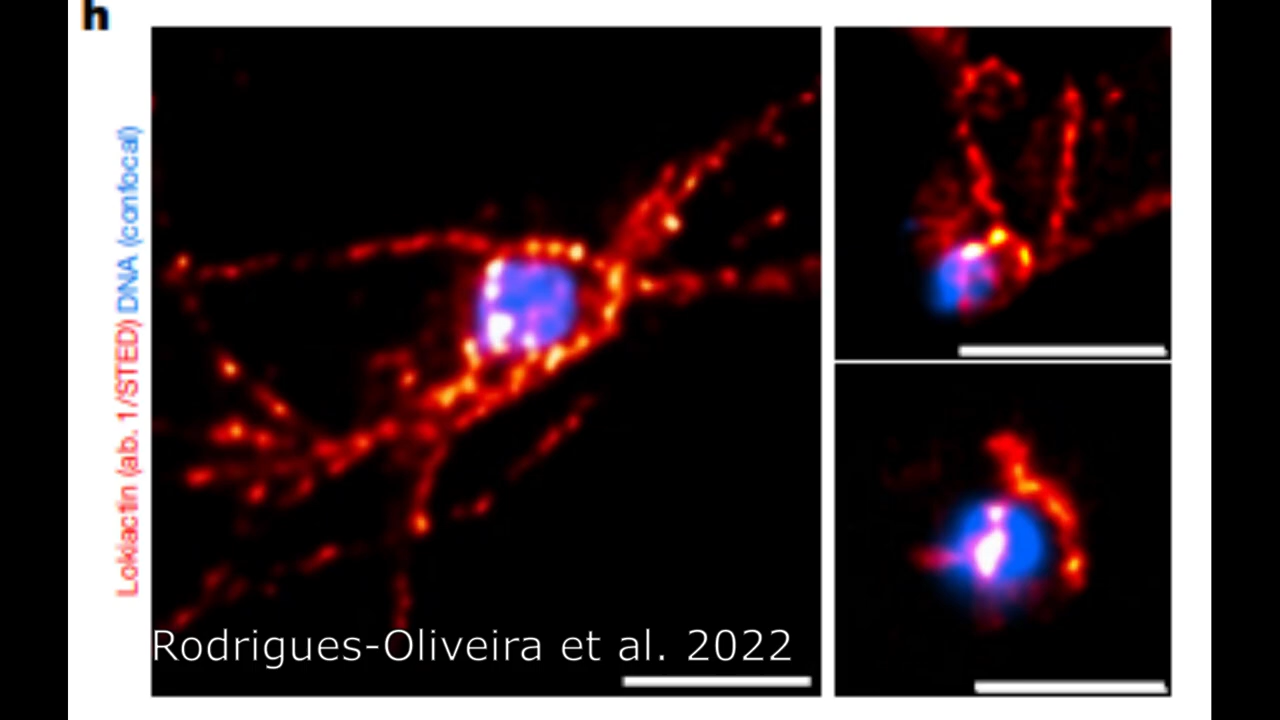 h
Lokiactin (ab. 1/STED) DNA (confocal)
Rodrigues-Oliveira et al. 2022